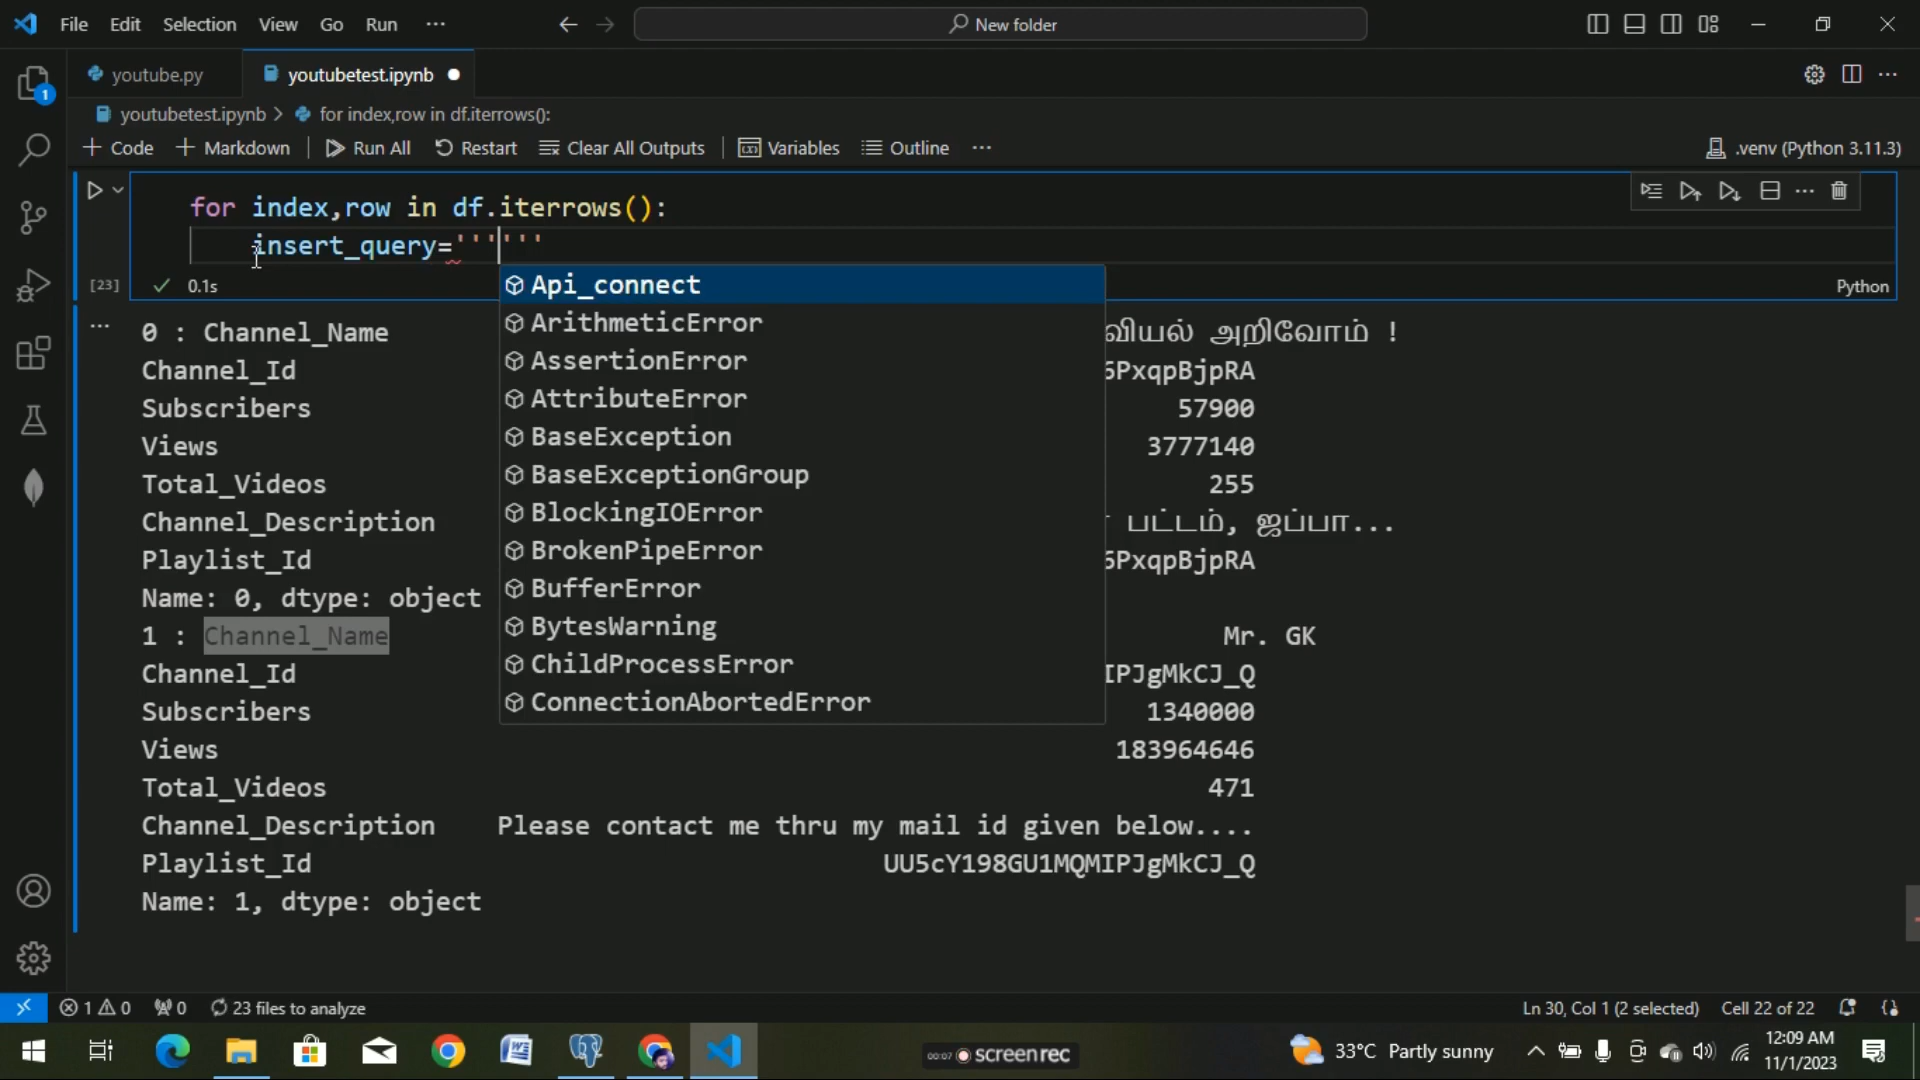 File Edit Selection View Go Run ··· New folder
youtube.py youtubetest.ipynb
youtubetest.ipynb > for index,row in df.iterrows():
+ Code + Markdown Run All Restart Clear All Outputs Variables Outline ··· .venv (Python 3.11.3)
for index,row in df.iterrows():
insert_query=''''''
[23] 0.1s Python
Api_connect
ArithmeticError
AssertionError
AttributeError
BaseException
BaseExceptionGroup
BlockingIOError
BrokenPipeError
BufferError
BytesWarning
ChildProcessError
ConnectionAbortedError
0 : Channel_Name வியல் அறிவோம் !
Channel_Id 6PxqpBjpRA
Subscribers 57900
Views 3777140
Total_Videos 255
Channel_Description பட்டம், ஐப்பா...
Playlist_Id 6PxqpBjpRA
Name: 0, dtype: object
1 : Channel_Name Mr. GK
Channel_Id IPJgMkCJ_Q
Subscribers 1340000
Views 183964646
Total_Videos 471
Channel_Description Please contact me thru my mail id given below....
Playlist_Id UU5cY198GU1MQMIPJgMkCJ_Q
Name: 1, dtype: object
1 0 0 23 files to analyze Ln 30, Col 1 (2 selected) Cell 22 of 22
00:07 screenrec 33°C Partly sunny 12:09 AM
11/1/2023